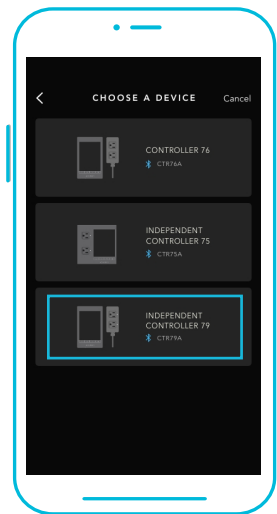 CHOOSE A DEVICE Cancel
CONTROLLER 76
CTR76A
INDEPENDENT
CONTROLLER 75
CTR75A
INDEPENDENT
CONTROLLER 79
CTR79A